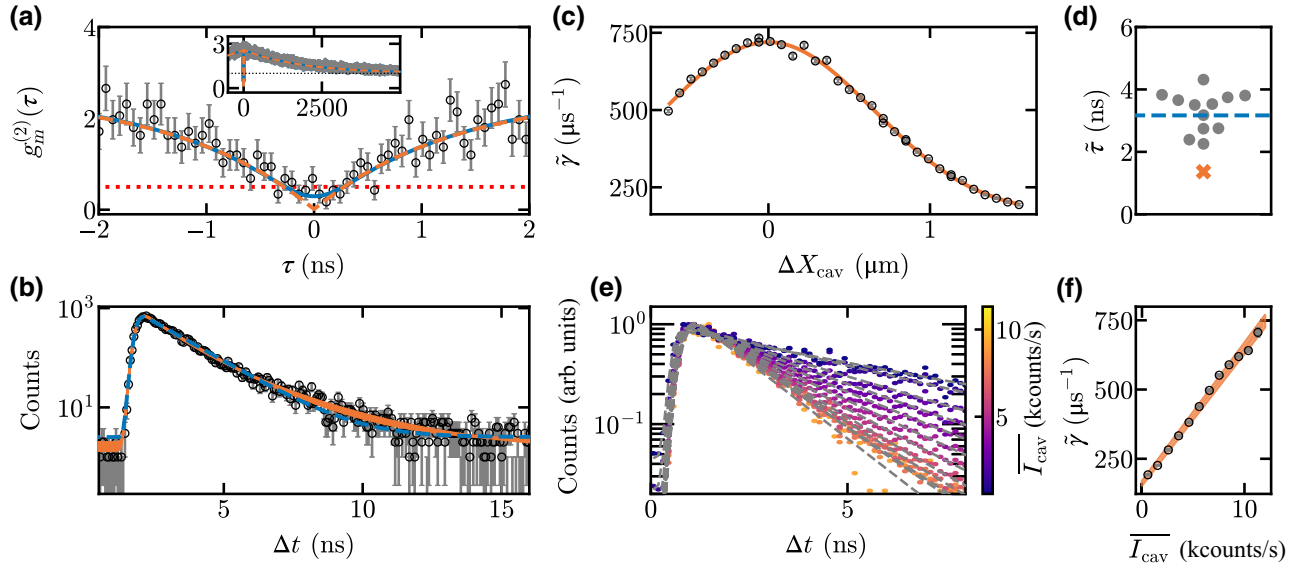 (a)
4
2
0
g_m^{(2)}(τ)
3
1
0
2500
−2
−1
0
1
2
τ (ns)
(b)
10^3
10^1
Counts
5
10
15
Δt (ns)
(c)
750
500
250
γ̃ (μs^{−1})
0
1
ΔX_cav (μm)
(d)
6
4
2
0
τ̃ (ns)
(e)
10^0
10^{−1}
Counts (arb. units)
0
5
Δt (ns)
10
5
I̅_cav (kcounts/s)
(f)
750
500
250
γ̃ (μs^{−1})
0
10
I̅_cav (kcounts/s)